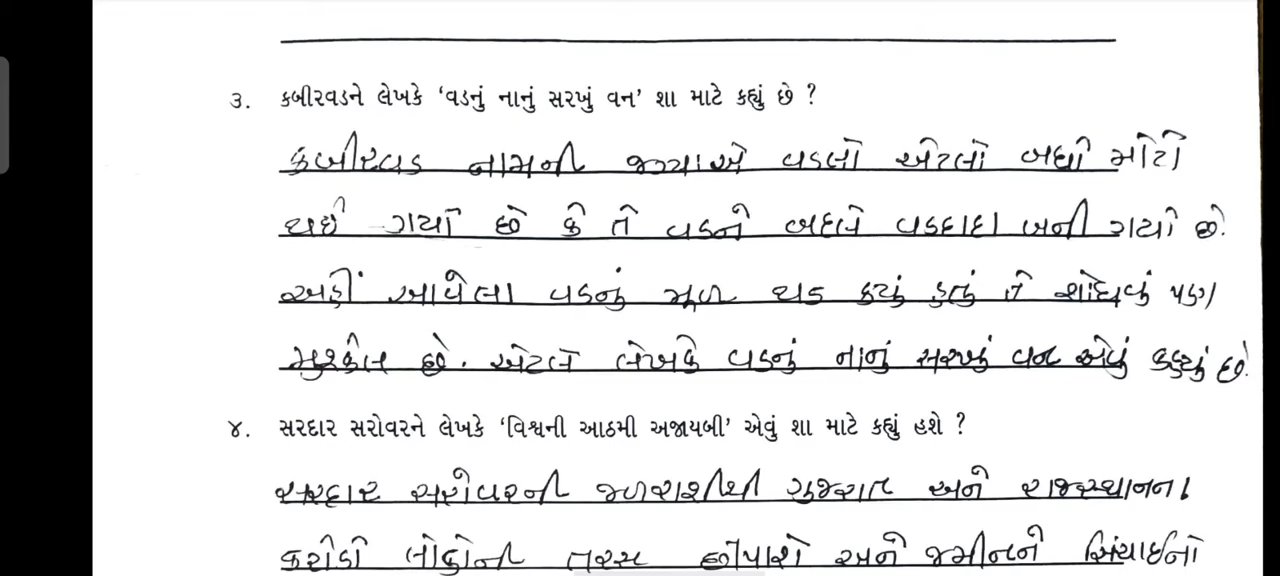 ૩. કબીરવડને લેખકે ‘વડનું નાનું સરખું વન’ શા માટે કહ્યું છે ?
કબીરવડ નામની જગ્યાએ વડલો એટલો બધો મોટો
થઈ ગયો છે કે તે વડને બદલે વડદાદા બની ગયો છે.
અહીં આવેલા વડનું મૂળ થડ કયું હતું તે શોધવું પણ
મુશ્કેલ છે. એટલે લેખકે વડનું નાનું સરખું વન એવું કહ્યું છે.
૪. સરદાર સરોવરને લેખકે ‘વિશ્વની આઠમી અજાયબી’ એવું શા માટે કહ્યું હશે ?
સરદાર સરોવરની જળરાશીથી ગુજરાત અને રાજસ્થાનના
કરોડો લોકોની તરસ છીપાશે અને જમીનને સિંચાઈનો